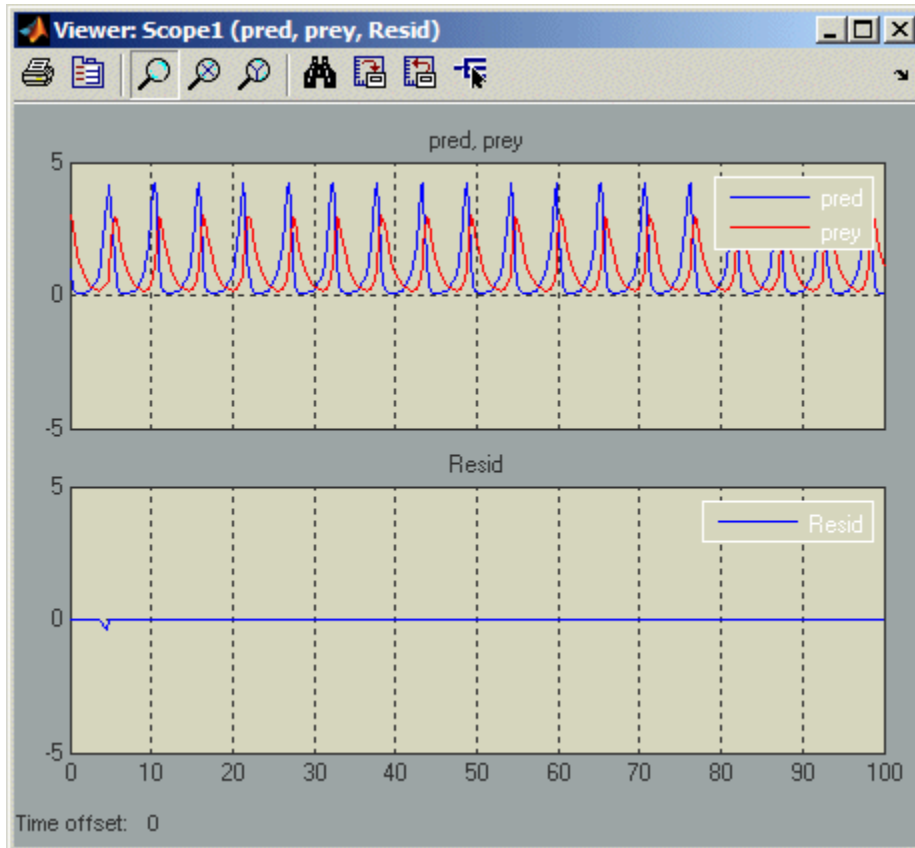 Viewer: Scope1 (pred, prey, Resid)
pred, prey
5
0
-5
pred
prey
Resid
5
0
-5
Resid
0 10 20 30 40 50 60 70 80 90 100
Time offset: 0